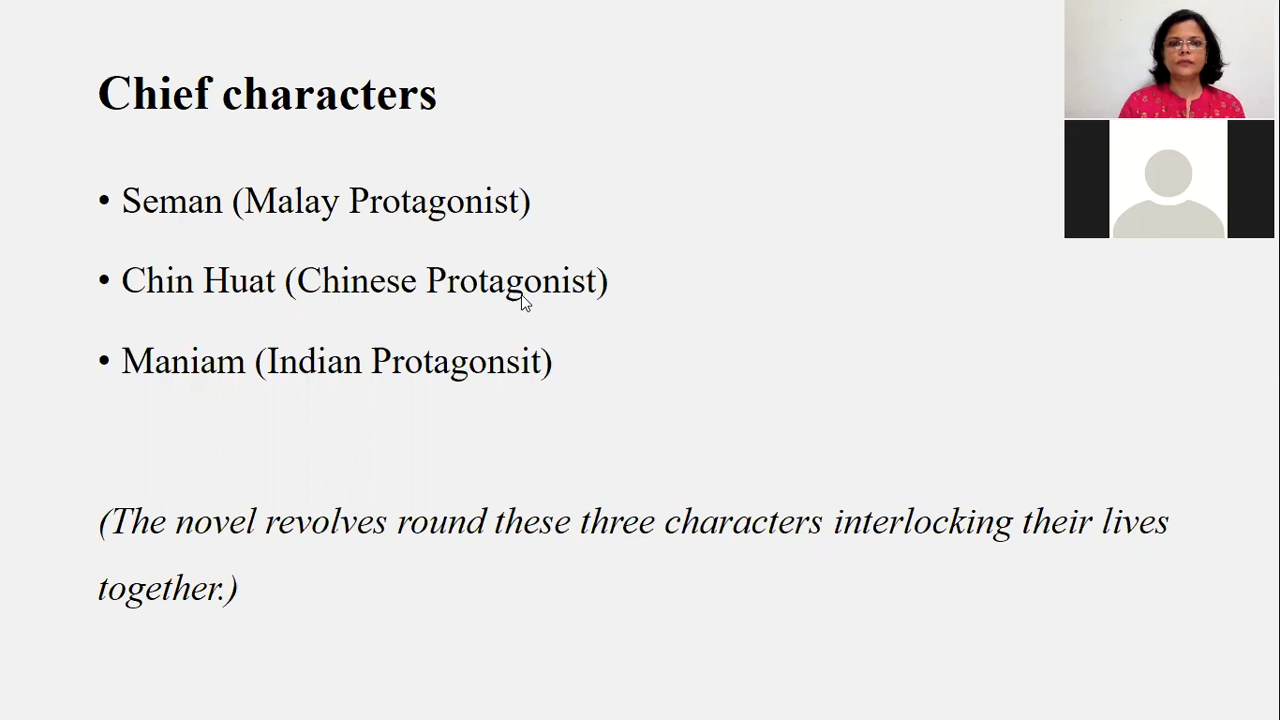 Chief characters
• Seman (Malay Protagonist)
• Chin Huat (Chinese Protagonist)
• Maniam (Indian Protagonsit)
(The novel revolves round these three characters interlocking their lives
together.)